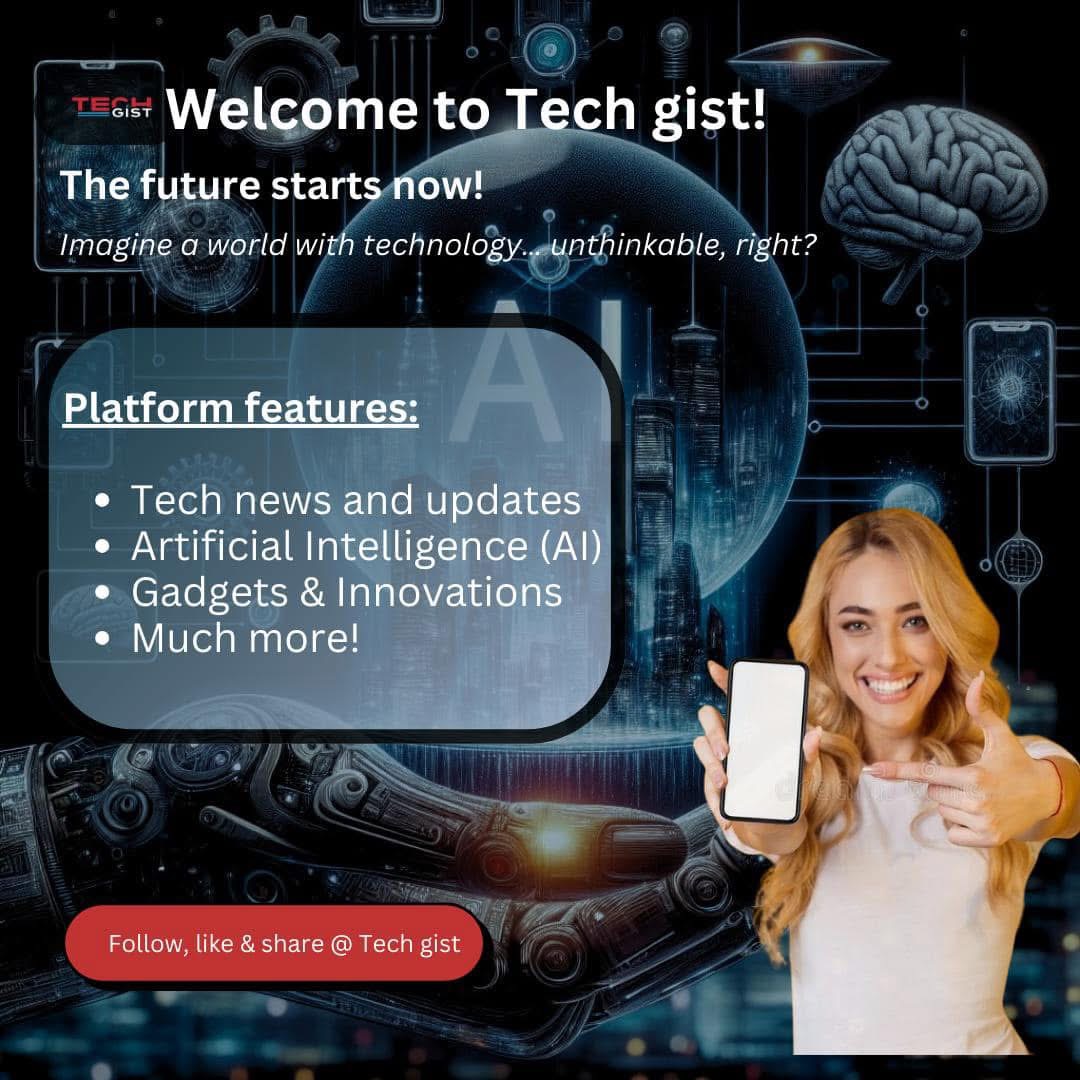 TECH
GIST
Welcome to Tech gist!
The future starts now!
Imagine a world with technology... unthinkable, right?
AI
Platform features:
• Tech news and updates
• Artificial Intelligence (AI)
• Gadgets & Innovations
• Much more!
Follow, like & share @ Tech gist